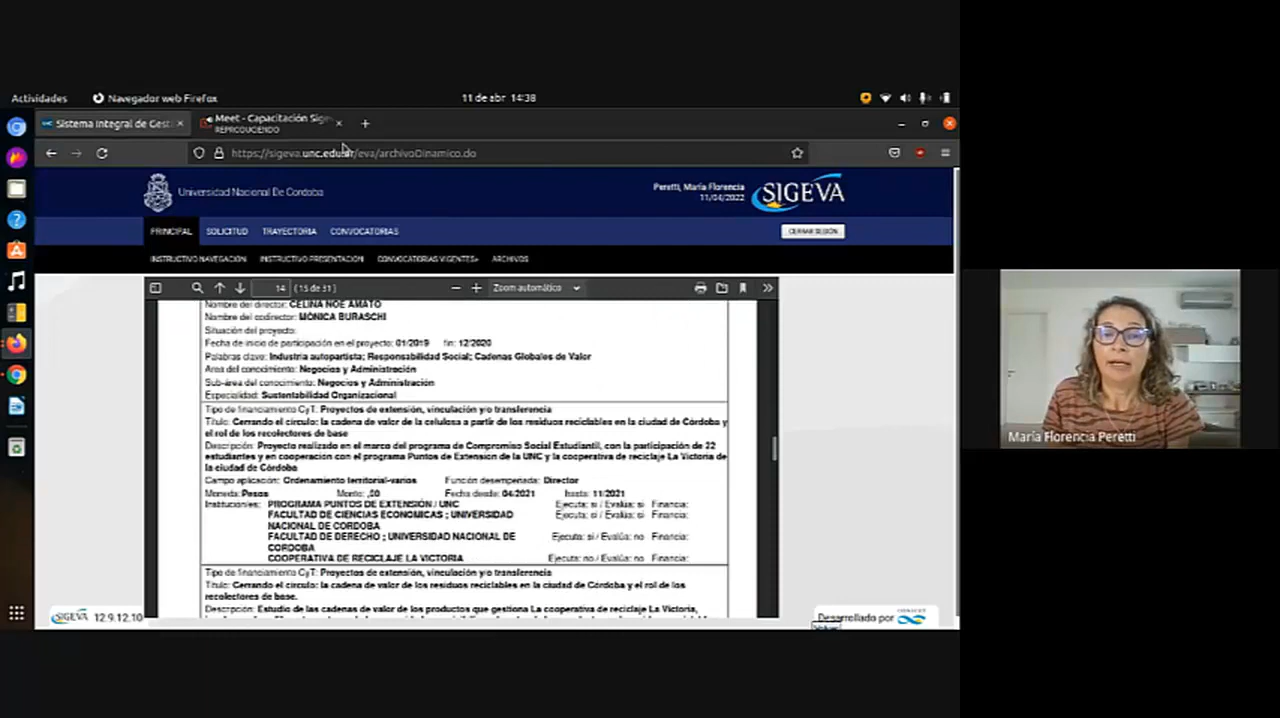 Actividades
Navegador web Firefox
11 de abr 14:38
Sistema Integral de Gest
Meet - Capacitación Sige
REPRODUCIENDO
https://sigeva.unc.edu.ar/eva/archivoDinamico.do
Universidad Nacional De Cordoba
Peretti, María Florencia
11/04/2022
SIGEVA
PRINCIPAL SOLICITUD TRAYECTORIA CONVOCATORIAS
CERRAR SESIÓN
INSTRUCTIVO NAVEGACIÓN INSTRUCTIVO PRESENTACIÓN CONVOCATORIAS VIGENTES ARCHIVOS
14 (15 de 31)
Zoom automático
Nombre del director: CELINA NOÉ AMATO
Nombre del codirector: MÓNICA BURASCHI
Situación del proyecto:
Fecha de inicio de participación en el proyecto: 01/2019 fin: 12/2020
Palabras clave: Industria autopartista; Responsabilidad Social; Cadenas Globales de Valor
Area del conocimiento: Negocios y Administración
Sub-área del conocimiento: Negocios y Administración
Especialidad: Sustentabilidad Organizacional
Tipo de financiamiento CyT: Proyectos de extensión, vinculación y/o transferencia
Título: Cerrando el circulo: la cadena de valor de la celulosa a partir de los residuos reciclables en la ciudad de Córdoba y
el rol de los recolectores de base
Descripción: Proyecto realizado en el marco del programa de Compromiso Social Estudiantil, con la participación de 22
estudiantes y en cooperacion con el programa Puntos de Extensión de la UNC y la cooperativa de reciclaje La Victoria de
la ciudad de Córdoba
Campo aplicación: Ordenamiento territorial-varios Función desempeñada: Director
Moneda: Pesos Monto: ,00 Fecha desde: 04/2021 hasta: 11/2021
Institución/es: PROGRAMA PUNTOS DE EXTENSIÓN / UNC Ejecuta: si / Evalúa: si Financia:
FACULTAD DE CIENCIAS ECONOMICAS ; UNIVERSIDAD Ejecuta: si / Evalúa: si Financia:
NACIONAL DE CORDOBA
FACULTAD DE DERECHO ; UNIVERSIDAD NACIONAL DE Ejecuta: si / Evalúa: no Financia:
CORDOBA
COOPERATIVA DE RECICLAJE LA VICTORIA Ejecuta: no / Evalúa: no Financia:
Tipo de financiamiento CyT: Proyectos de extensión, vinculación y/o transferencia
Título: Cerrando el circulo: la cadena de valor de los residuos reciclables en la ciudad de Córdoba y el rol de los
recolectores de base.
Descripción: Estudio de las cadenas de valor de los productos que gestiona La cooperativa de reciclaje La Victoria,
SIGEVA 12.9.12.10
Desarrollado por
María Florencia Peretti